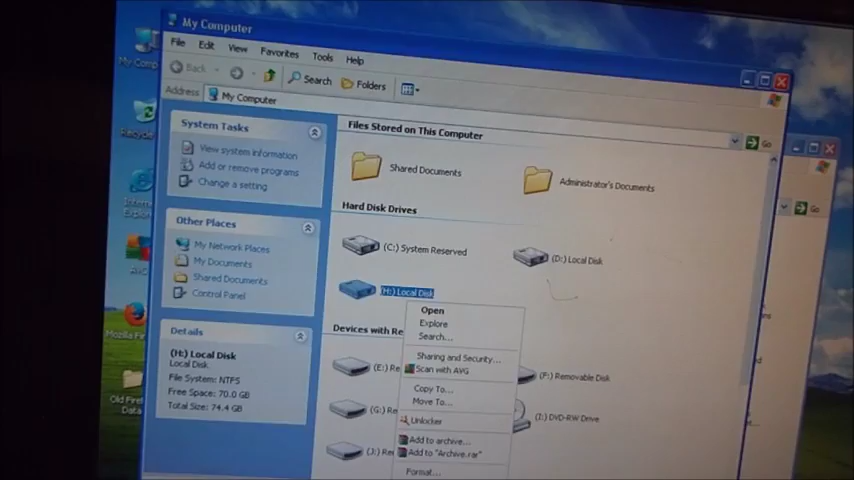 My Computer
File Edit View Favorites Tools Help
Back Search Folders
Address My Computer Go
Go
My Comp
Recycle
Interne
Explor
AVG
Mozilla Fir
Old Firef
Data
System Tasks
View system information
Add or remove programs
Change a setting
Other Places
My Network Places
My Documents
Shared Documents
Control Panel
Details
(H:) Local Disk
Local Disk
File System: NTFS
Free Space: 70.0 GB
Total Size: 74.4 GB
Files Stored on This Computer
Shared Documents Administrator's Documents
Hard Disk Drives
(C:) System Reserved (D:) Local Disk
(H:) Local Disk
Devices with Re
(E:) Re (F:) Removable Disk
(G:) Re (I:) DVD-RW Drive
(J:) Re
Open
Explore
Search...
Sharing and Security...
Scan with AVG
Copy To...
Move To...
Unlocker
Add to archive...
Add to "Archive.rar"
Format...